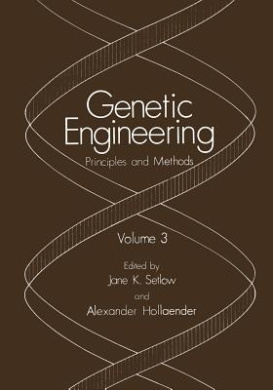 Genetic
Engineering
Principles and Methods
Volume 3
Edited by
Jane K. Setlow
and
Alexander Hollaender